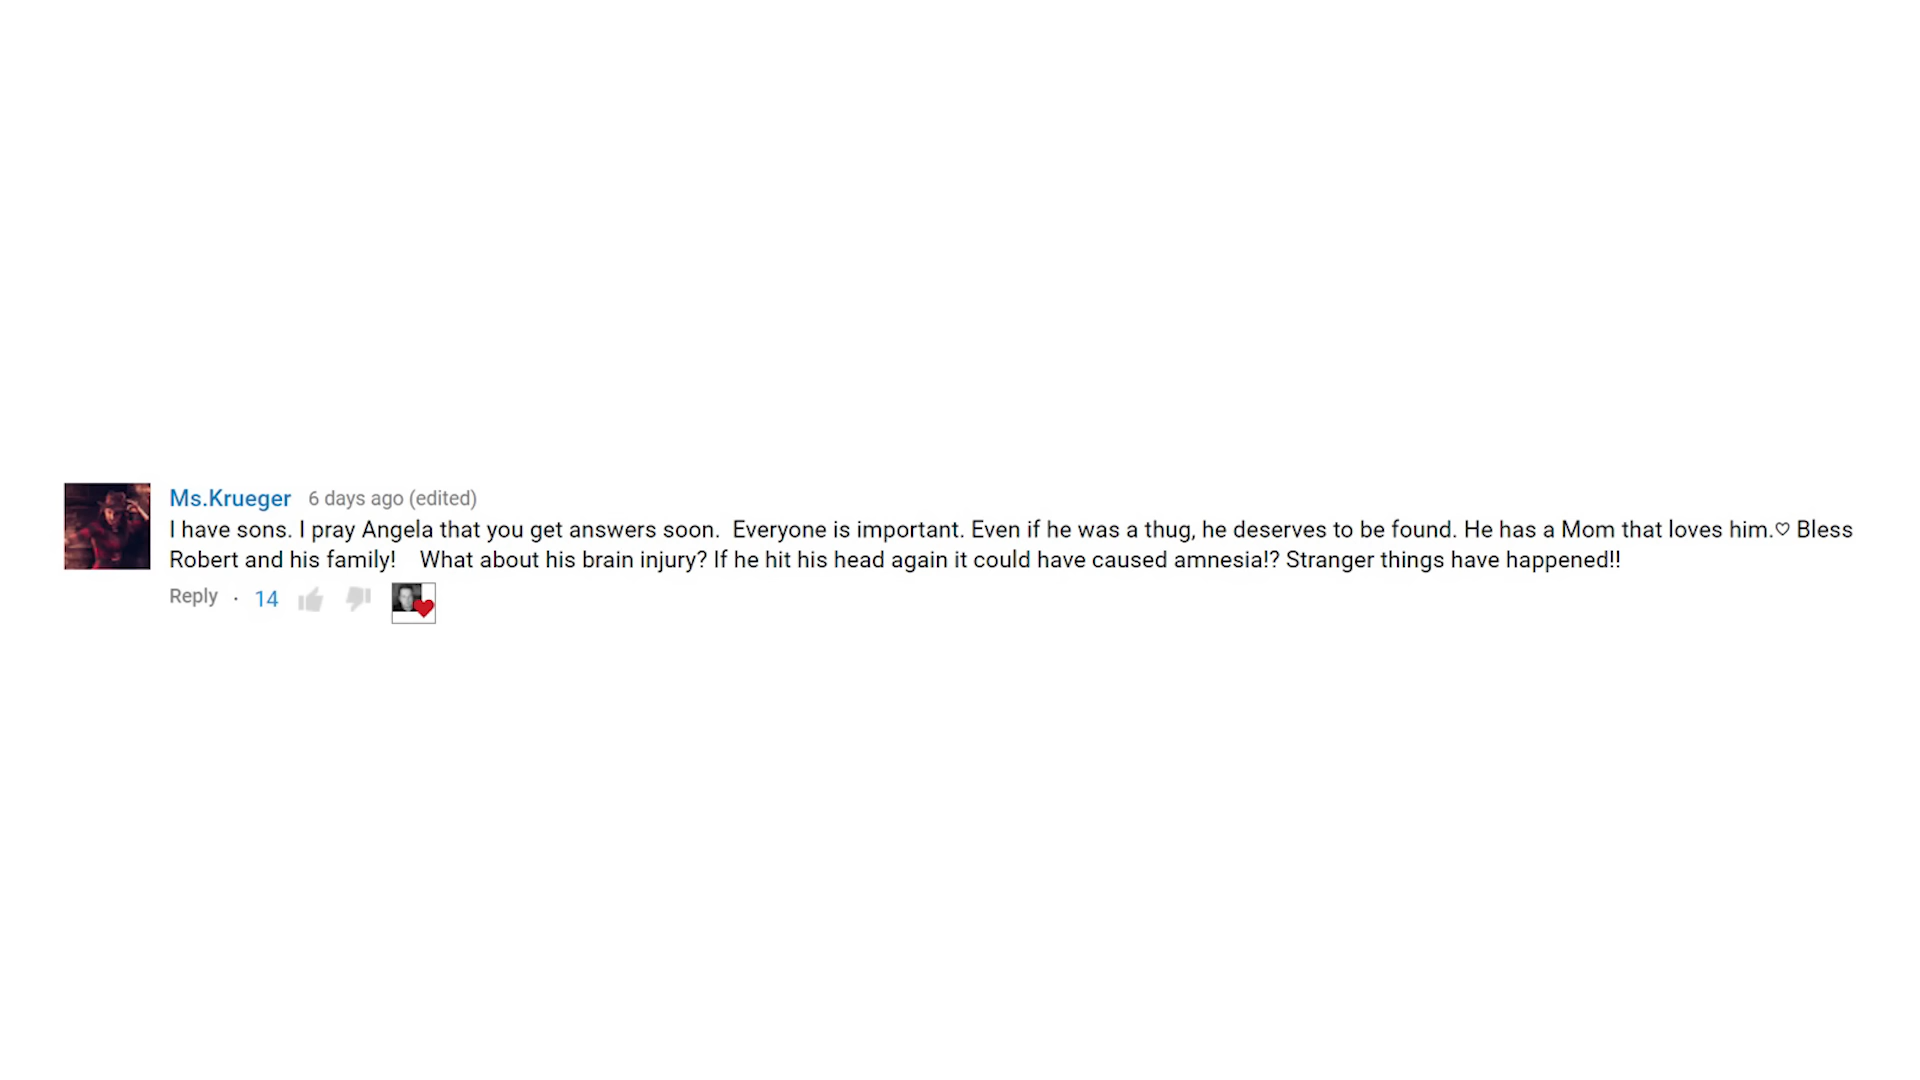 Ms.Krueger 6 days ago (edited)
I have sons. I pray Angela that you get answers soon.  Everyone is important. Even if he was a thug, he deserves to be found. He has a Mom that loves him.♡ Bless
Robert and his family!    What about his brain injury? If he hit his head again it could have caused amnesia!? Stranger things have happened!!
Reply · 14